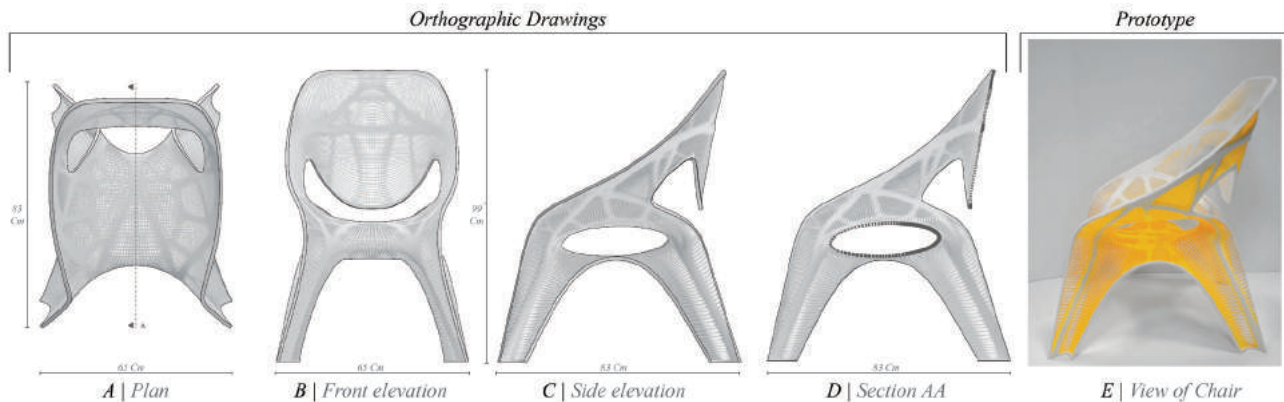 Orthographic Drawings
Prototype
83
Cm
A
65 Cm
65 Cm
99
Cm
83 Cm
83 Cm
A | Plan
B | Front elevation
C | Side elevation
D | Section AA
E | View of Chair